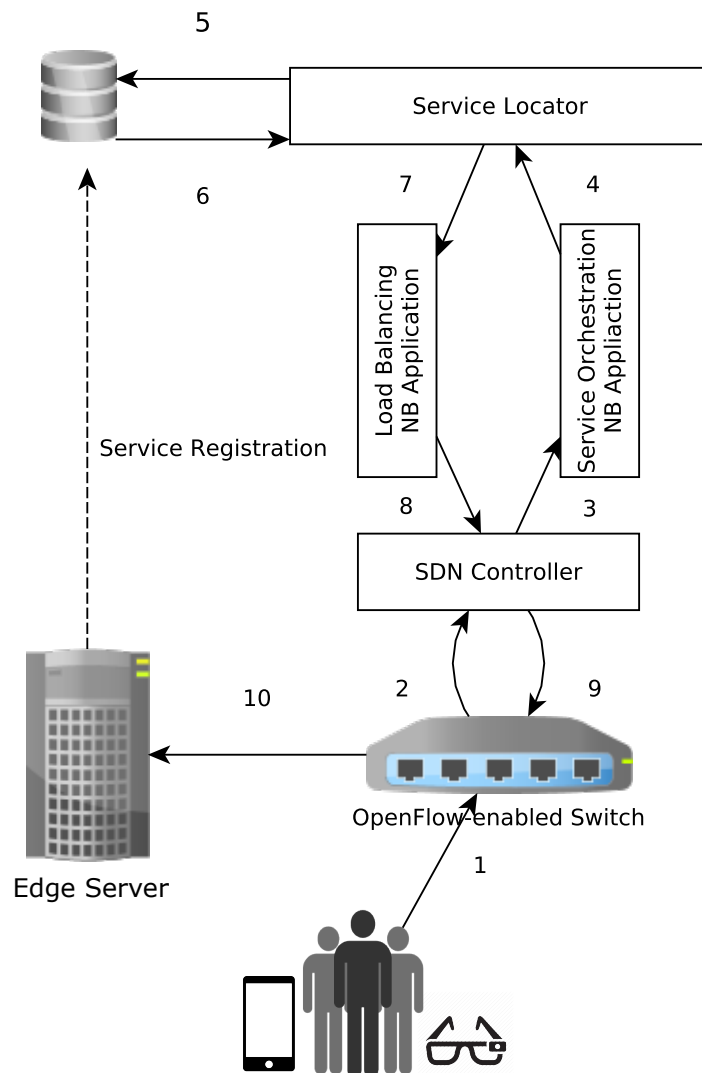 5
Service Locator
6
7
4
Load Balancing
NB Application
Service Orchestration
NB Appliaction
Service Registration
8
3
SDN Controller
2
9
10
OpenFlow-enabled Switch
1
Edge Server